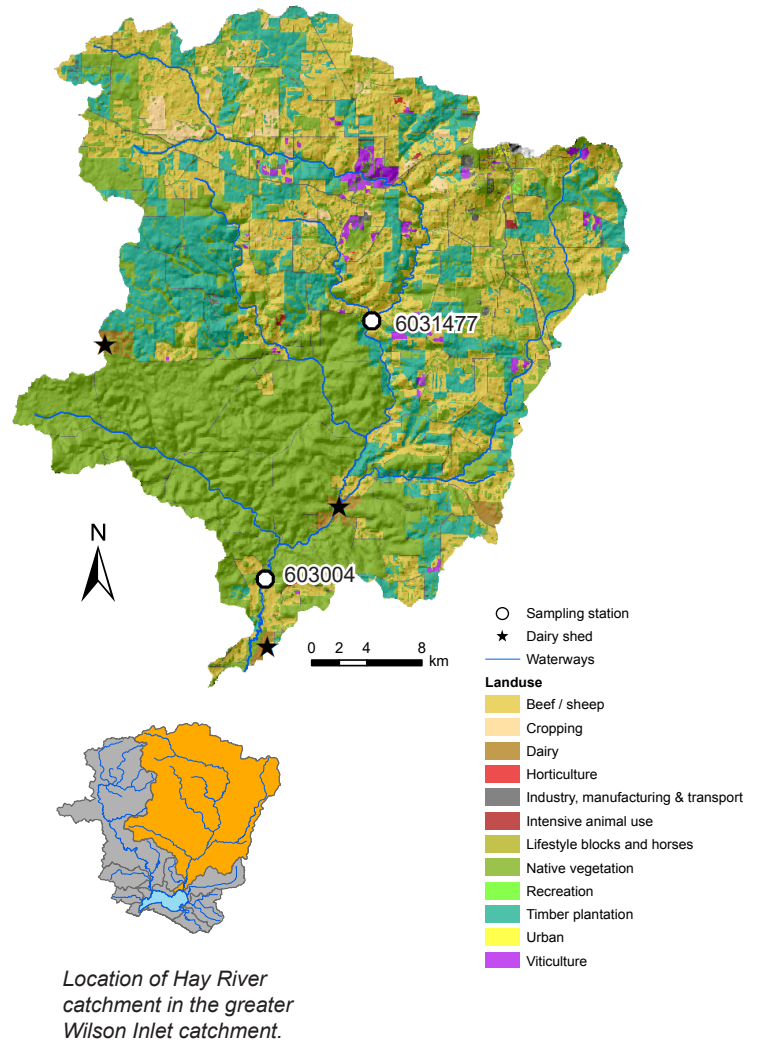 6031477
N
603004
0 2 4 8
km
Sampling station
Dairy shed
Waterways
Landuse
Beef / sheep
Cropping
Dairy
Horticulture
Industry, manufacturing & transport
Intensive animal use
Lifestyle blocks and horses
Native vegetation
Recreation
Timber plantation
Urban
Viticulture
Location of Hay River
catchment in the greater
Wilson Inlet catchment.